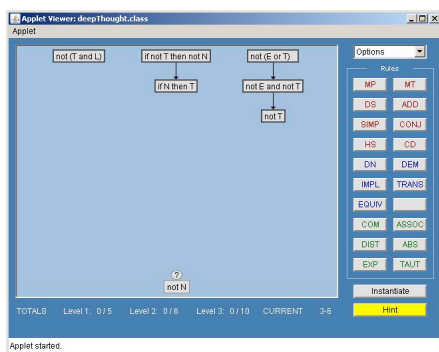 Applet Viewer: deepThought.class
Applet
not (T and L) if not T then not N not (E or T) Options
Rules
if N then T not E and not T MP MT
not T DS ADD
SIMP CONJ
HS CD
DN DEM
IMPL TRANS
EQUIV
COM ASSOC
DIST ABS
? EXP TAUT
not N Instantiate
TOTALS Level 1: 0/5 Level 2: 0/6 Level 3: 0/10 CURRENT 3-6 Hint
Applet started.